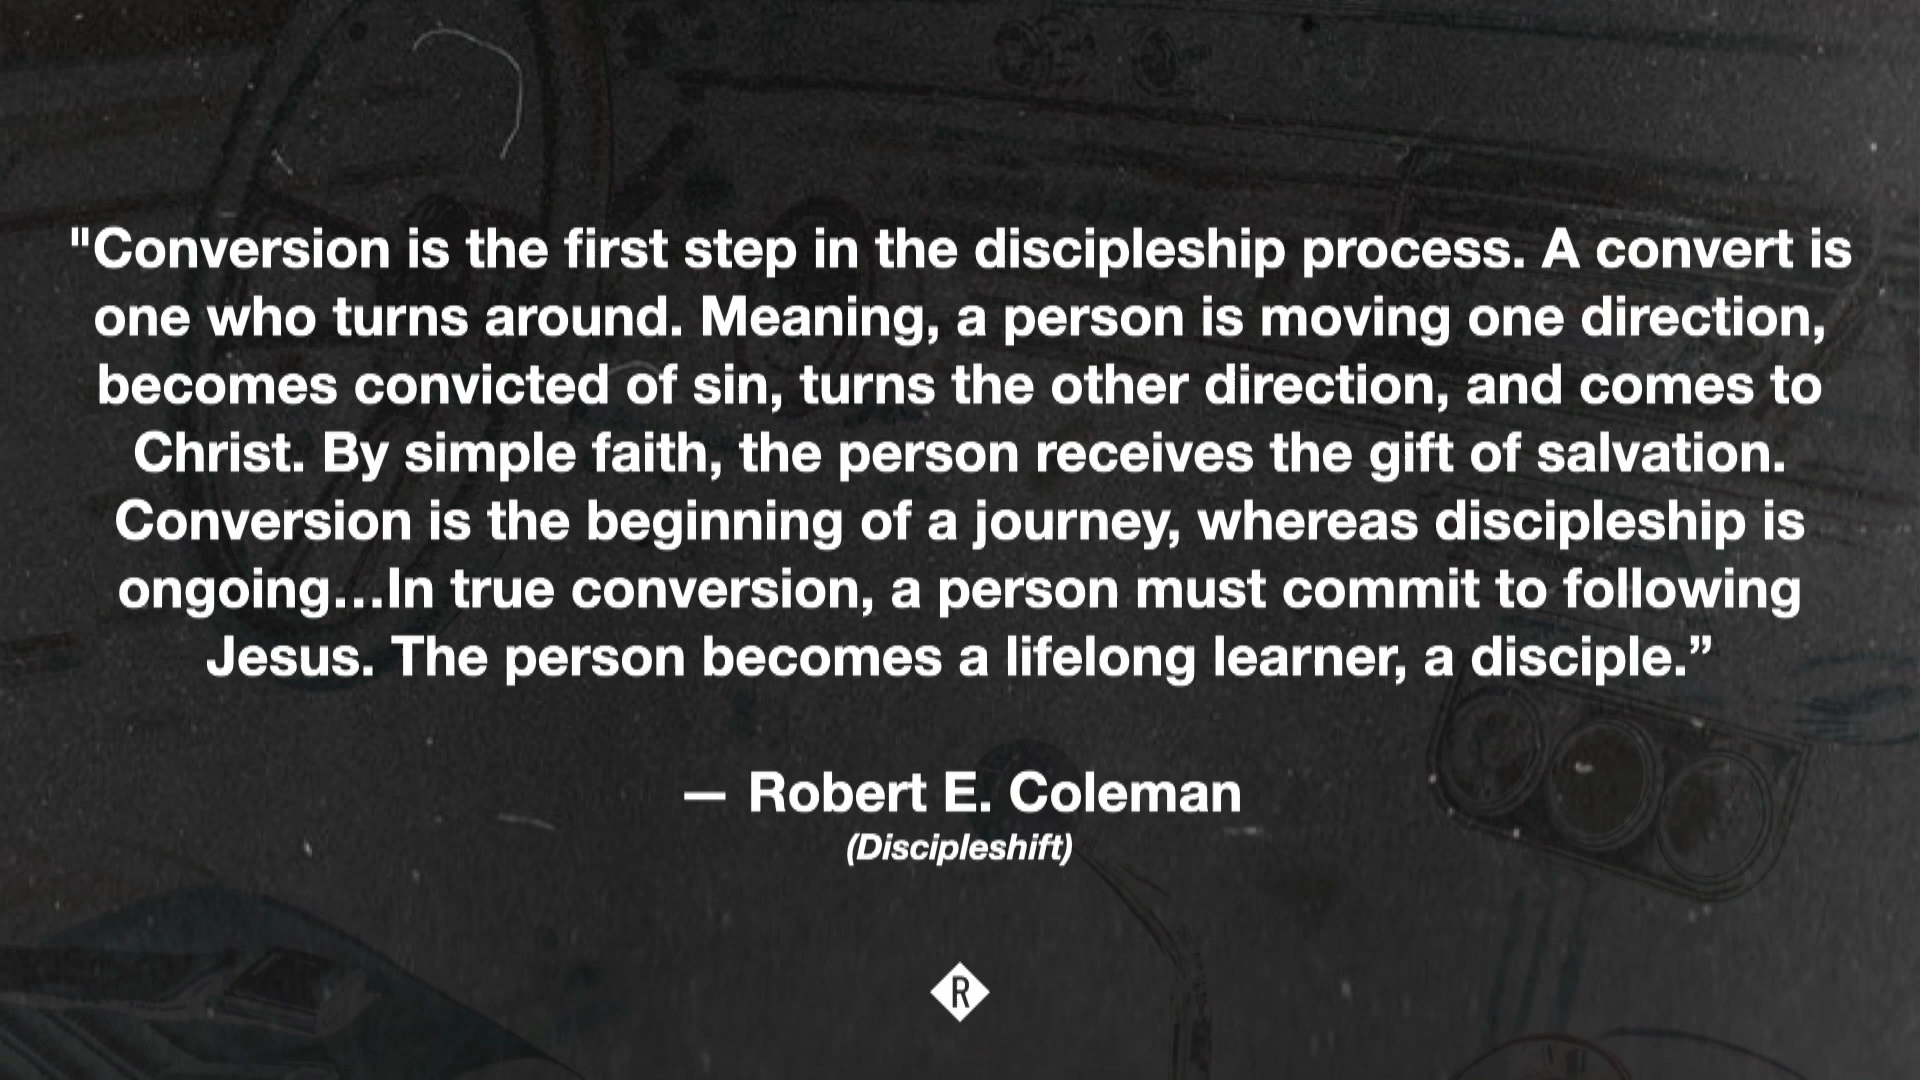 "Conversion is the first step in the discipleship process. A convert is
one who turns around. Meaning, a person is moving one direction,
becomes convicted of sin, turns the other direction, and comes to
Christ. By simple faith, the person receives the gift of salvation.
Conversion is the beginning of a journey, whereas discipleship is
ongoing...In true conversion, a person must commit to following
Jesus. The person becomes a lifelong learner, a disciple.”
— Robert E. Coleman
(Discipleshift)
R